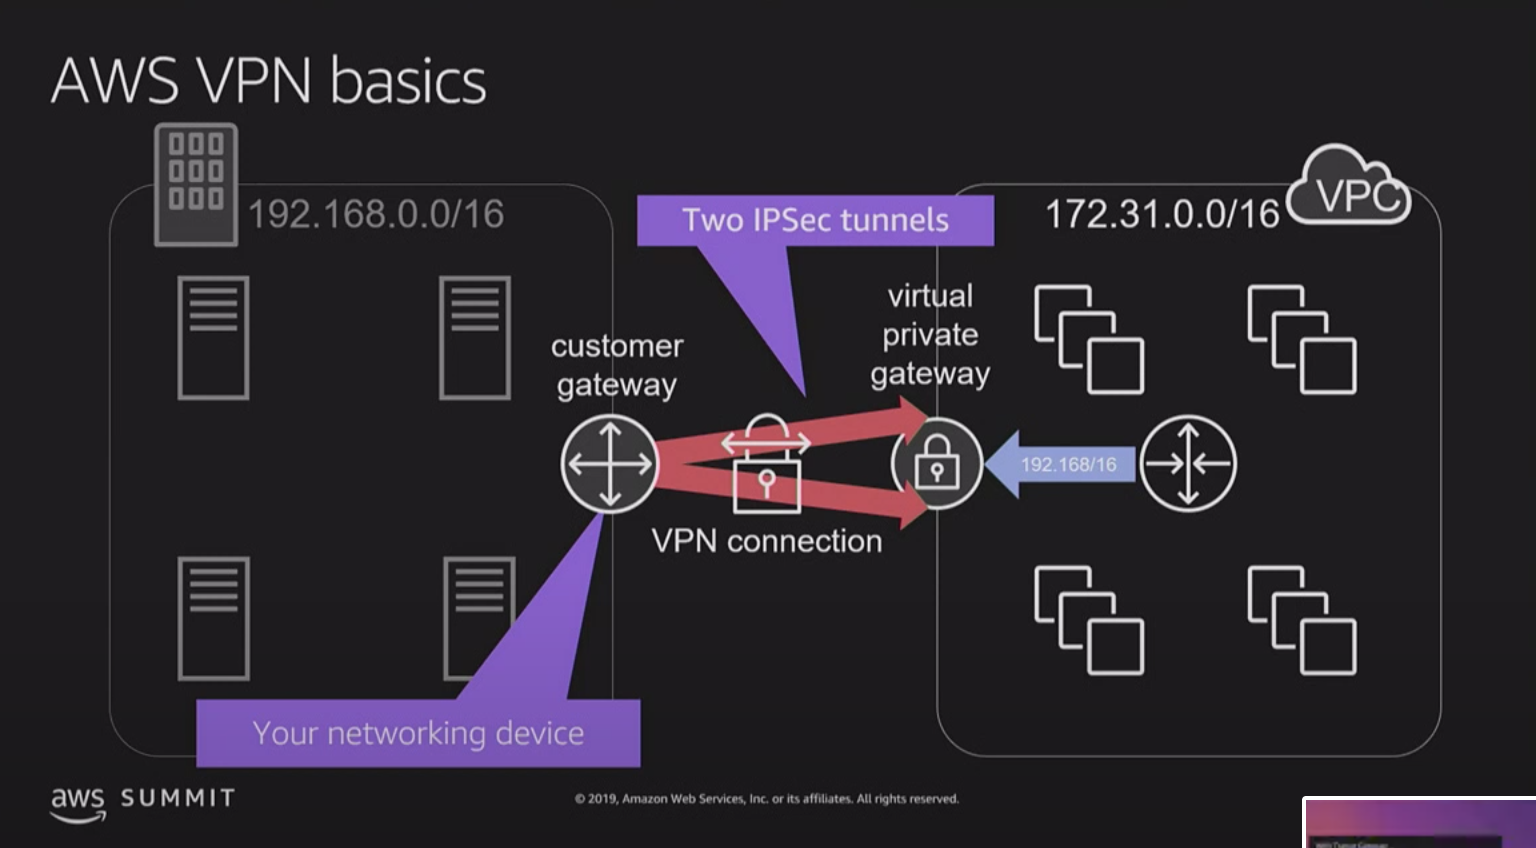 AWS VPN basics
192.168.0.0/16
Two IPSec tunnels
172.31.0.0/16
VPC
virtual
private
gateway
customer
gateway
192.168/16
VPN connection
Your networking device
aws SUMMIT
© 2019, Amazon Web Services, Inc. or its affiliates. All rights reserved.